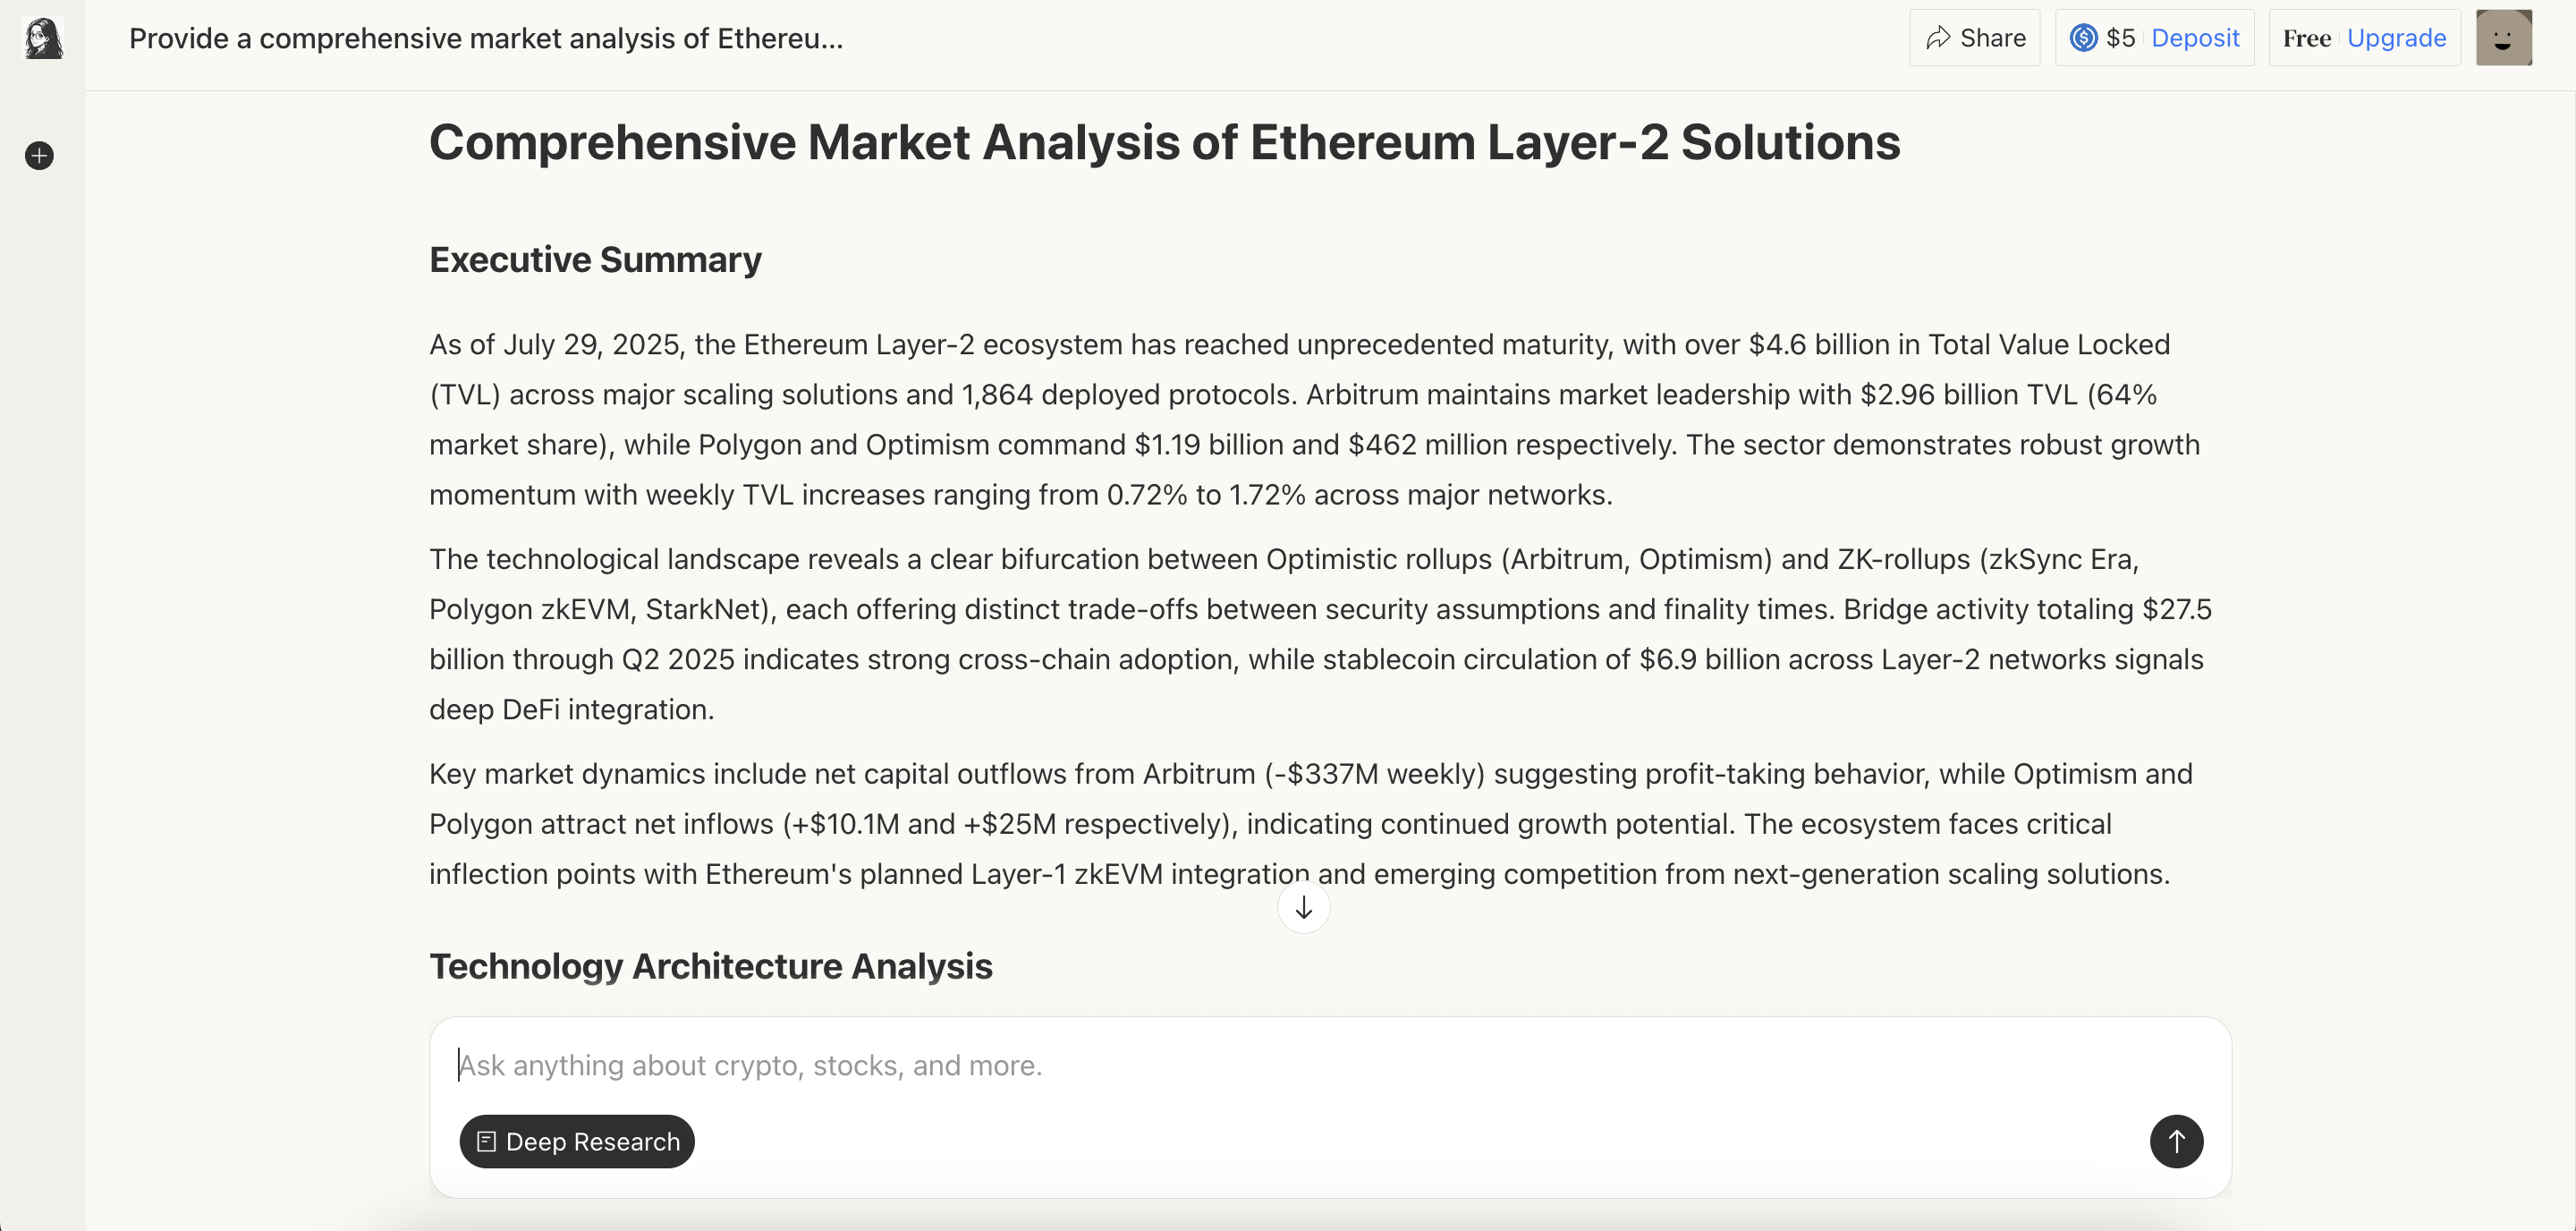 Provide a comprehensive market analysis of Ethereu...
Share
$5 Deposit
Free Upgrade
Comprehensive Market Analysis of Ethereum Layer-2 Solutions
Executive Summary
As of July 29, 2025, the Ethereum Layer-2 ecosystem has reached unprecedented maturity, with over $4.6 billion in Total Value Locked
(TVL) across major scaling solutions and 1,864 deployed protocols. Arbitrum maintains market leadership with $2.96 billion TVL (64%
market share), while Polygon and Optimism command $1.19 billion and $462 million respectively. The sector demonstrates robust growth
momentum with weekly TVL increases ranging from 0.72% to 1.72% across major networks.
The technological landscape reveals a clear bifurcation between Optimistic rollups (Arbitrum, Optimism) and ZK-rollups (zkSync Era,
Polygon zkEVM, StarkNet), each offering distinct trade-offs between security assumptions and finality times. Bridge activity totaling $27.5
billion through Q2 2025 indicates strong cross-chain adoption, while stablecoin circulation of $6.9 billion across Layer-2 networks signals
deep DeFi integration.
Key market dynamics include net capital outflows from Arbitrum (-$337M weekly) suggesting profit-taking behavior, while Optimism and
Polygon attract net inflows (+$10.1M and +$25M respectively), indicating continued growth potential. The ecosystem faces critical
inflection points with Ethereum's planned Layer-1 zkEVM integration and emerging competition from next-generation scaling solutions.
Technology Architecture Analysis
Ask anything about crypto, stocks, and more.
Deep Research